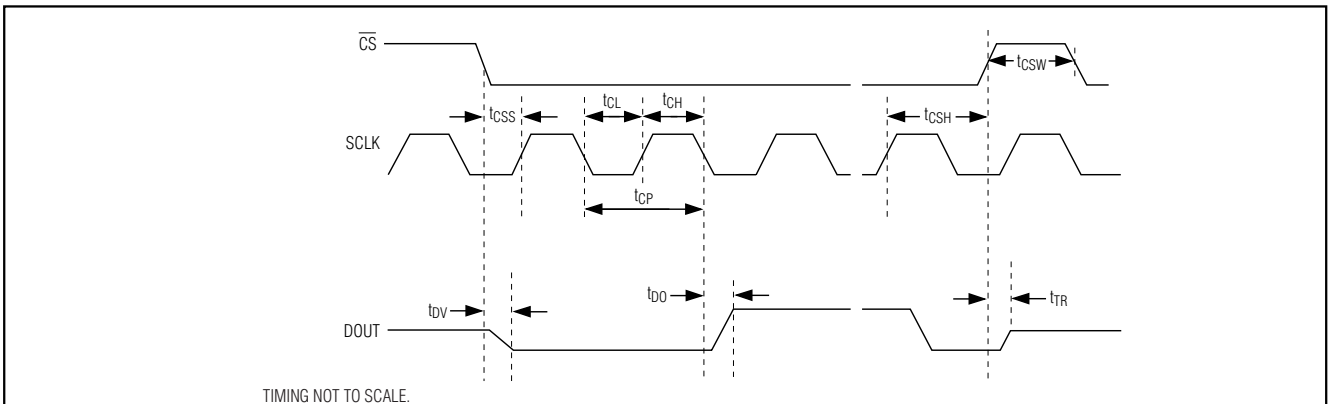 CS
tCSW
tCSS
tCL
tCH
tCSH
SCLK
tCP
tDV
tDO
tTR
DOUT
TIMING NOT TO SCALE.